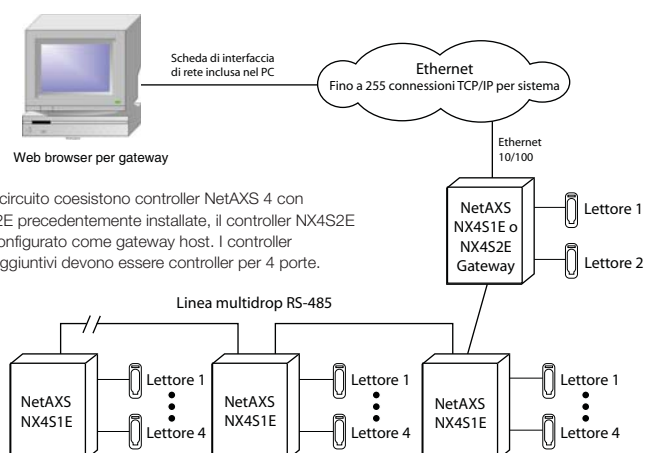 Scheda di interfaccia
di rete inclusa nel PC
Ethernet
Fino a 255 connessioni TCP/IP per sistema
Web browser per gateway
Ethernet
10/100
circuito coesistono controller NetAXS 4 con
2E precedentemente installate, il controller NX4S2E
onfigurato come gateway host. I controller
ggiuntivi devono essere controller per 4 porte.
NetAXS
NX4S1E o
NX4S2E
Gateway
Lettore 1
Lettore 2
Linea multidrop RS-485
NetAXS
NX4S1E
Lettore 1
Lettore 4
NetAXS
NX4S1E
Lettore 1
Lettore 4
NetAXS
NX4S1E
Lettore 1
Lettore 4